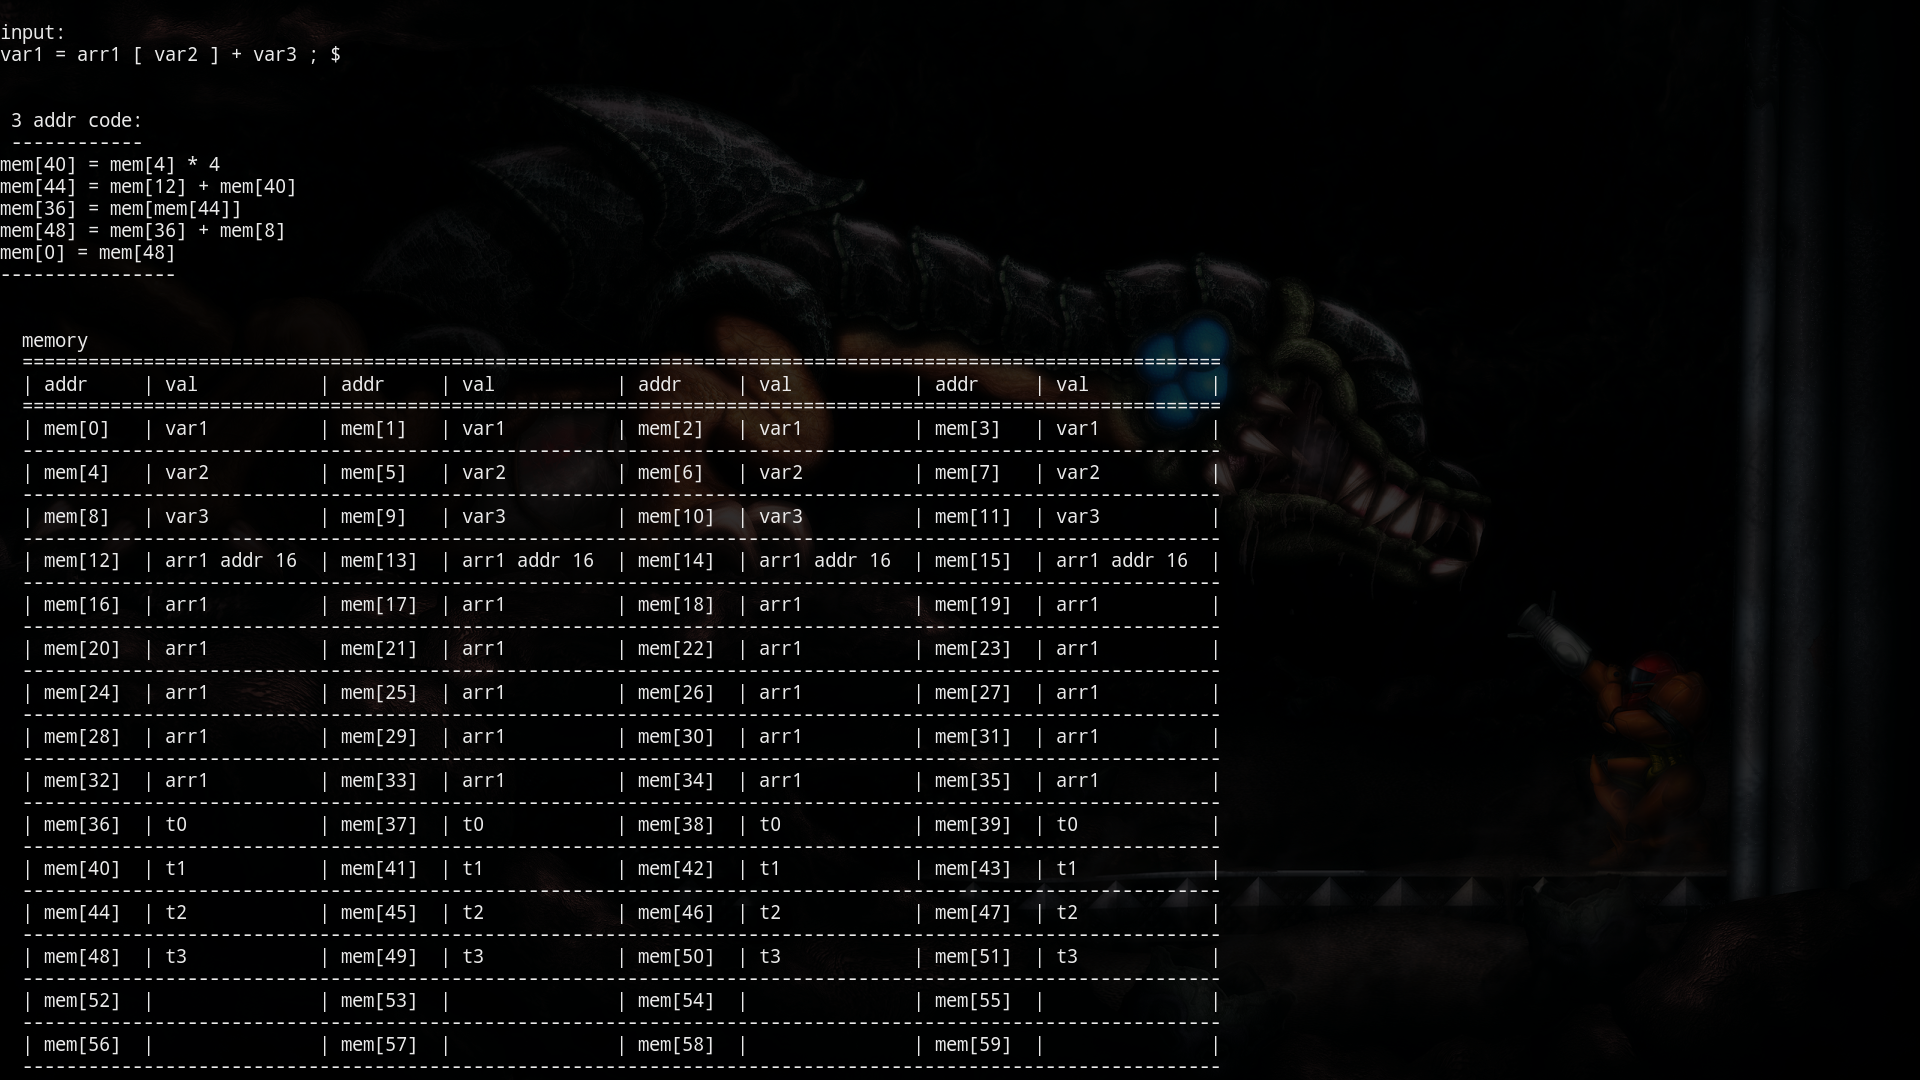 input:
var1 = arr1 [ var2 ] + var3 ; $
3 addr code:
------------
mem[40] = mem[4] * 4
mem[44] = mem[12] + mem[40]
mem[36] = mem[mem[44]]
mem[48] = mem[36] + mem[8]
mem[0] = mem[48]
----------------
memory
=============================================================================================================
| addr | val | addr | val | addr | val | addr | val |
=============================================================================================================
| mem[0] | var1 | mem[1] | var1 | mem[2] | var1 | mem[3] | var1 |
-------------------------------------------------------------------------------------------------------------
| mem[4] | var2 | mem[5] | var2 | mem[6] | var2 | mem[7] | var2 |
-------------------------------------------------------------------------------------------------------------
| mem[8] | var3 | mem[9] | var3 | mem[10] | var3 | mem[11] | var3 |
-------------------------------------------------------------------------------------------------------------
| mem[12] | arr1 addr 16 | mem[13] | arr1 addr 16 | mem[14] | arr1 addr 16 | mem[15] | arr1 addr 16 |
-------------------------------------------------------------------------------------------------------------
| mem[16] | arr1 | mem[17] | arr1 | mem[18] | arr1 | mem[19] | arr1 |
-------------------------------------------------------------------------------------------------------------
| mem[20] | arr1 | mem[21] | arr1 | mem[22] | arr1 | mem[23] | arr1 |
-------------------------------------------------------------------------------------------------------------
| mem[24] | arr1 | mem[25] | arr1 | mem[26] | arr1 | mem[27] | arr1 |
-------------------------------------------------------------------------------------------------------------
| mem[28] | arr1 | mem[29] | arr1 | mem[30] | arr1 | mem[31] | arr1 |
-------------------------------------------------------------------------------------------------------------
| mem[32] | arr1 | mem[33] | arr1 | mem[34] | arr1 | mem[35] | arr1 |
-------------------------------------------------------------------------------------------------------------
| mem[36] | t0 | mem[37] | t0 | mem[38] | t0 | mem[39] | t0 |
-------------------------------------------------------------------------------------------------------------
| mem[40] | t1 | mem[41] | t1 | mem[42] | t1 | mem[43] | t1 |
-------------------------------------------------------------------------------------------------------------
| mem[44] | t2 | mem[45] | t2 | mem[46] | t2 | mem[47] | t2 |
-------------------------------------------------------------------------------------------------------------
| mem[48] | t3 | mem[49] | t3 | mem[50] | t3 | mem[51] | t3 |
-------------------------------------------------------------------------------------------------------------
| mem[52] | | mem[53] | | mem[54] | | mem[55] | |
-------------------------------------------------------------------------------------------------------------
| mem[56] | | mem[57] | | mem[58] | | mem[59] | |
-------------------------------------------------------------------------------------------------------------